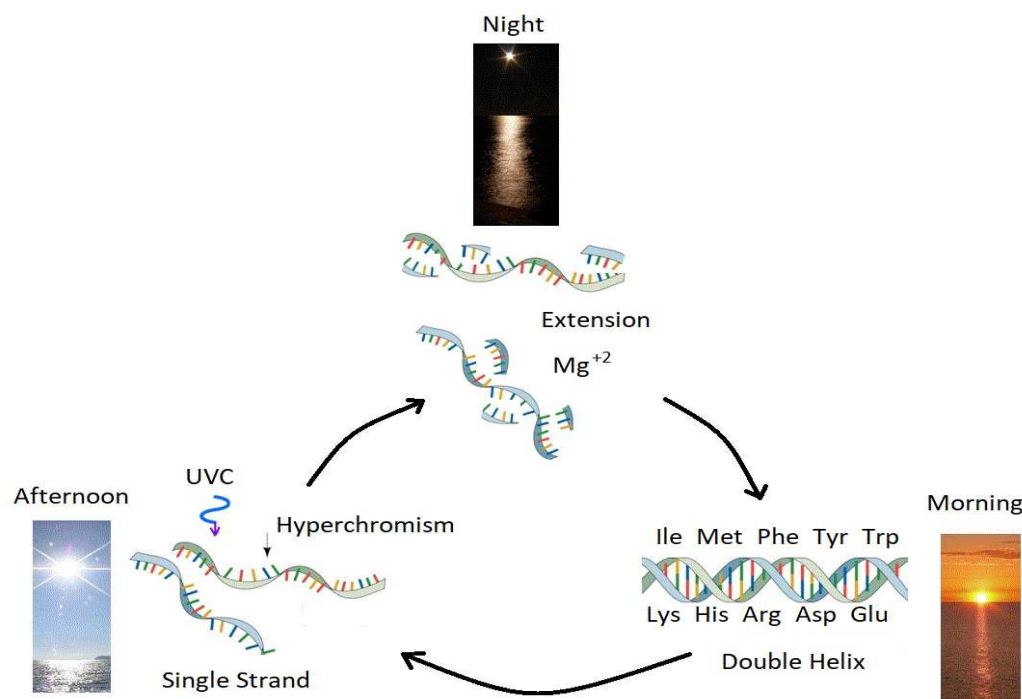 Night
Extension
Mg+2
UVC
Afternoon
Hyperchromism
Single Strand
Morning
Ile Met Phe Tyr Trp
Lys His Arg Asp Glu
Double Helix